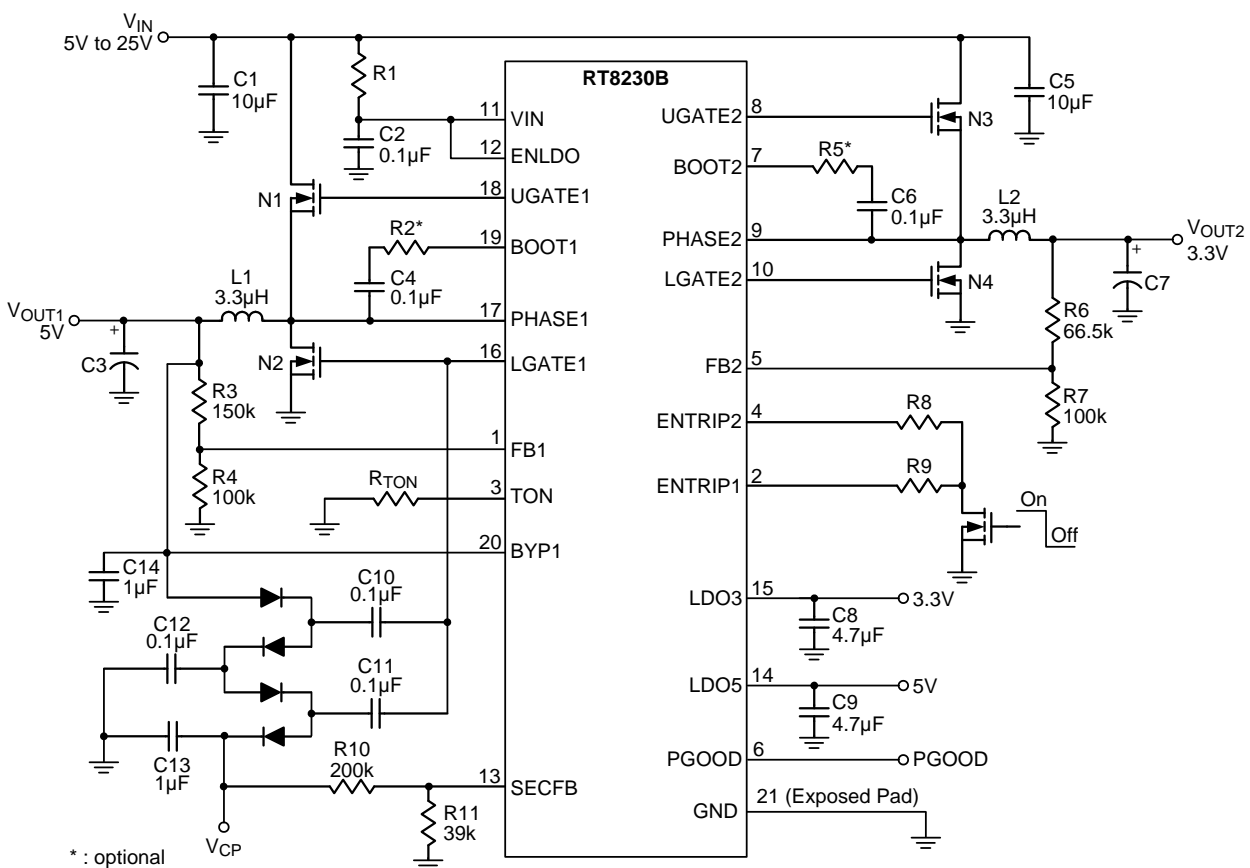 VIN
5V to 25V
C1
10µF
R1
C2
0.1µF
RT8230B
11
VIN
12
ENLDO
N1
18
UGATE1
R2*
19
BOOT1
C4
0.1µF
L1
3.3µH
VOUT1
5V
17
PHASE1
C3
N2
16
LGATE1
R3
150k
1
FB1
R4
100k
RTON
3
TON
20
BYP1
C14
1µF
C10
0.1µF
C12
0.1µF
C11
0.1µF
C13
1µF
R10
200k
13
SECFB
R11
39k
VCP
* : optional
UGATE2
8
N3
C5
10µF
BOOT2
7
R5*
C6
0.1µF
L2
3.3µH
PHASE2
9
VOUT2
3.3V
LGATE2
10
N4
+
C7
+
R6
66.5k
FB2
5
R7
100k
ENTRIP2
4
R8
ENTRIP1
2
R9
On
Off
LDO3
15
3.3V
C8
4.7µF
LDO5
14
5V
C9
4.7µF
PGOOD
6
PGOOD
GND
21 (Exposed Pad)